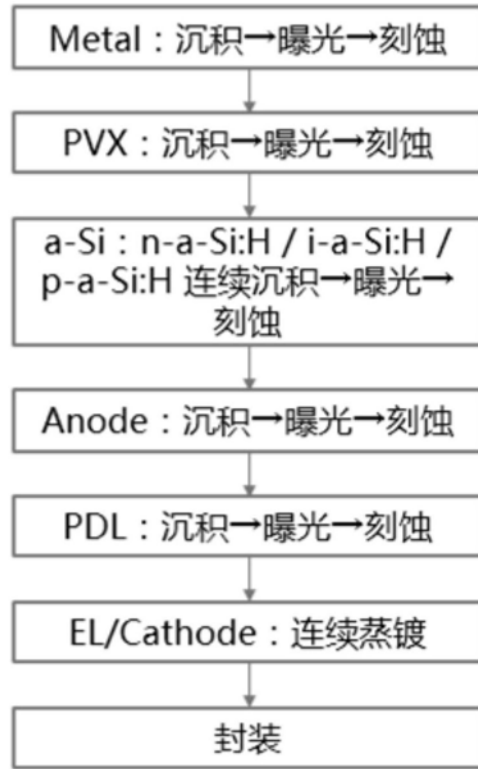 Metal：沉积→曝光→刻蚀
PVX：沉积→曝光→刻蚀
a-Si：n-a-Si:H / i-a-Si:H /
p-a-Si:H 连续沉积→曝光→
刻蚀
Anode：沉积→曝光→刻蚀
PDL：沉积→曝光→刻蚀
EL/Cathode：连续蒸镀
封装